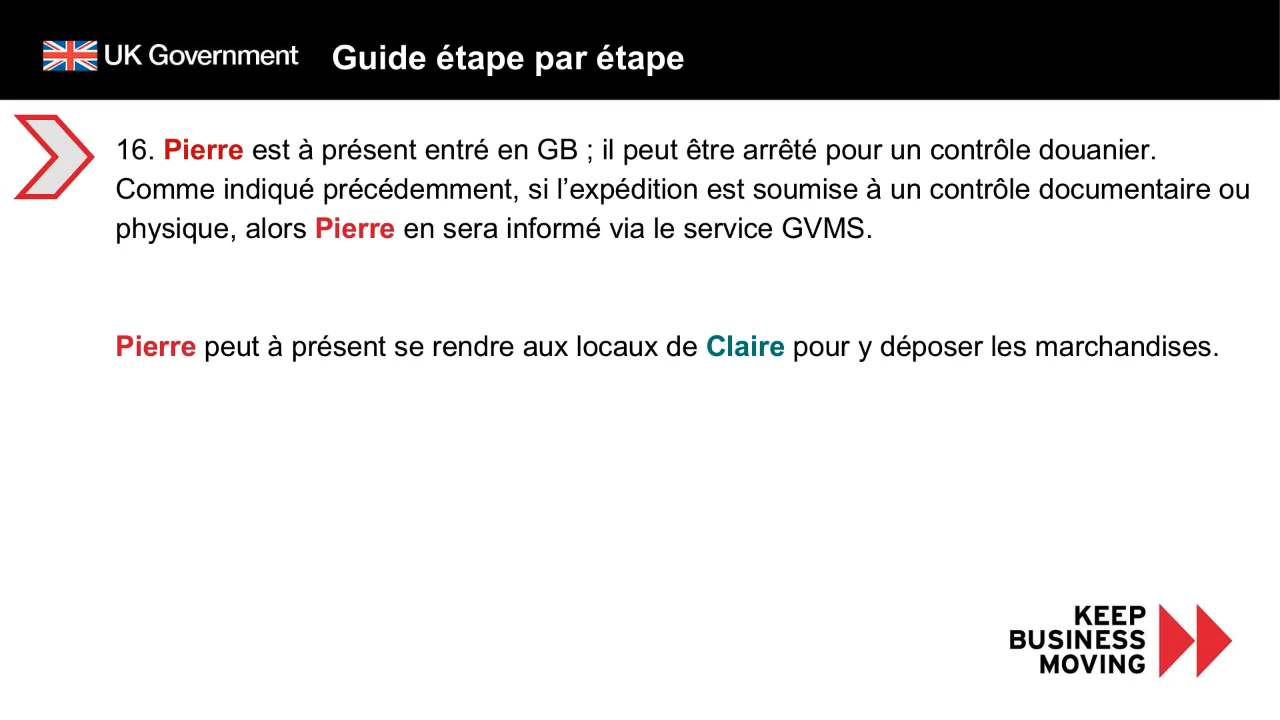 UK Government
Guide étape par étape
16. Pierre est à présent entré en GB ; il peut être arrêté pour un contrôle douanier.
Comme indiqué précédemment, si l’expédition est soumise à un contrôle documentaire ou
physique, alors Pierre en sera informé via le service GVMS.
Pierre peut à présent se rendre aux locaux de Claire pour y déposer les marchandises.
KEEP
BUSINESS
MOVING